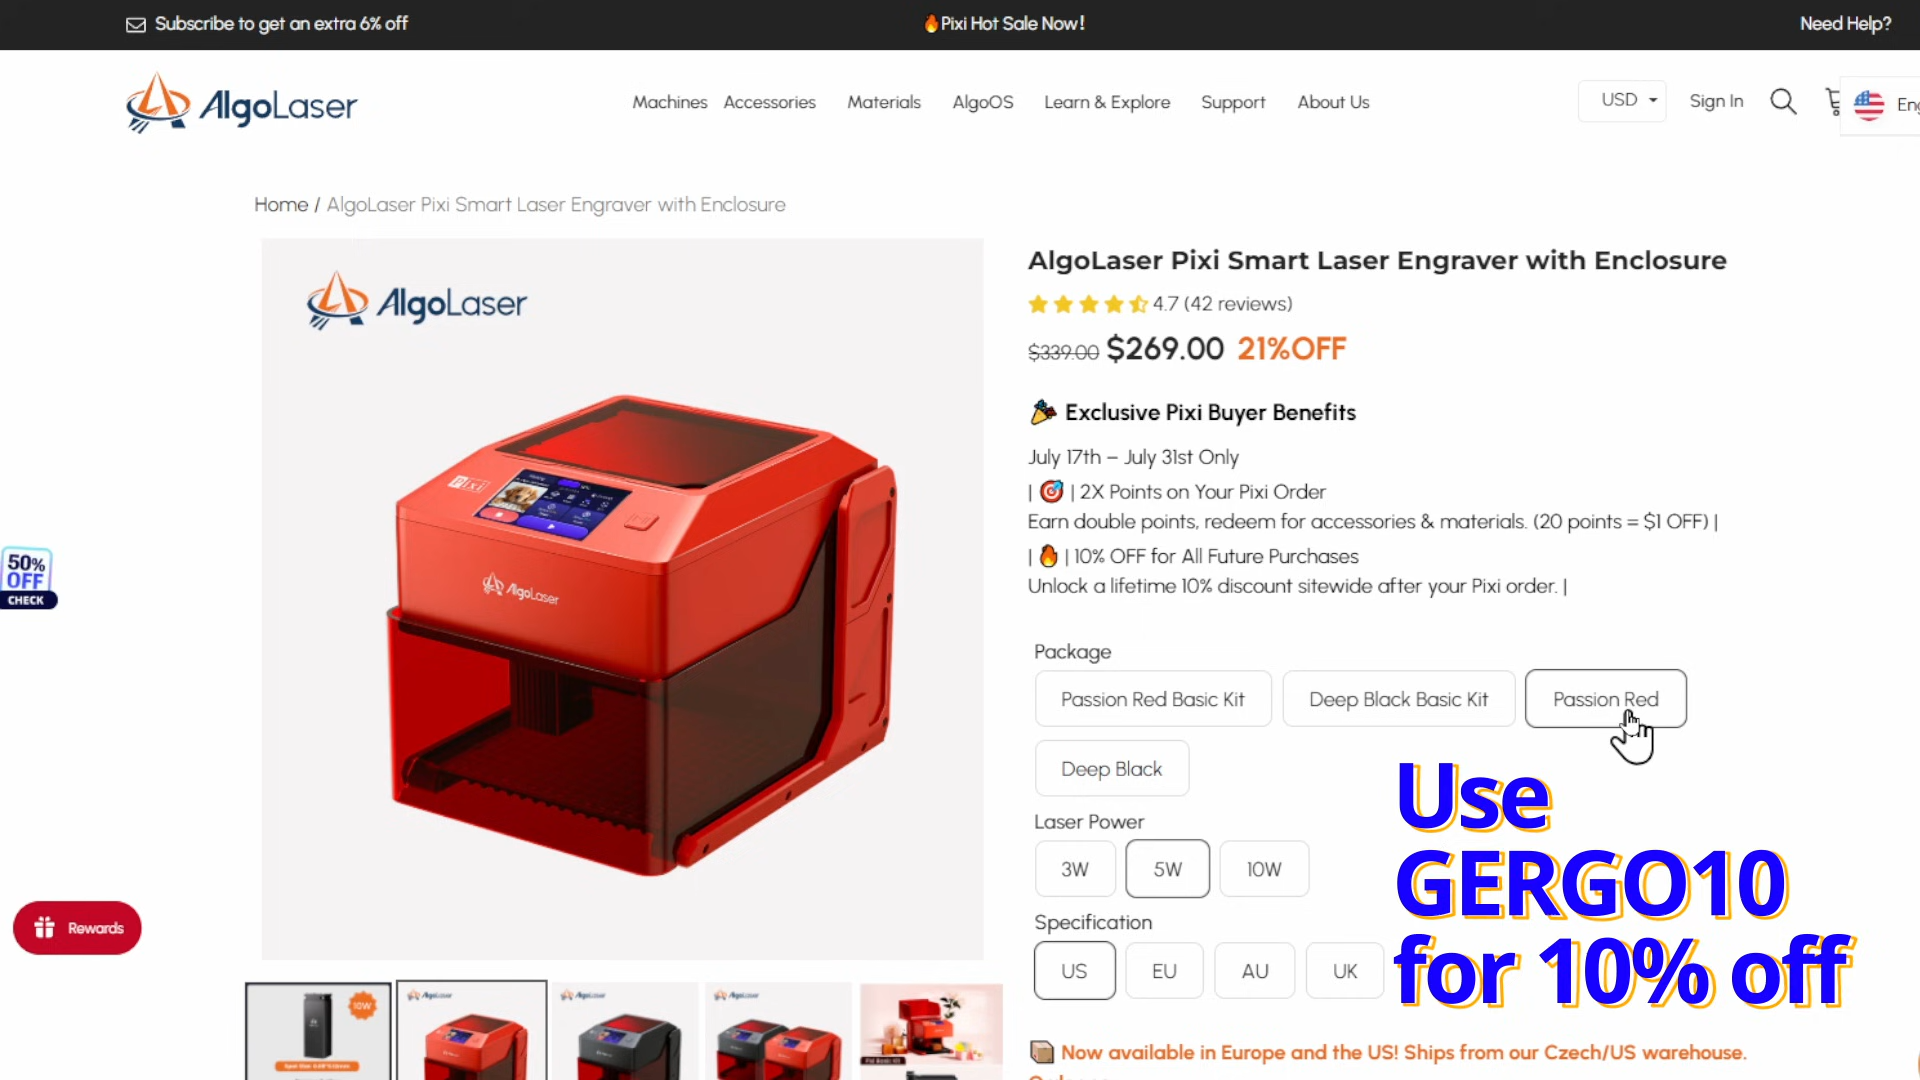 Subscribe to get an extra 6% off
Pixi Hot Sale Now!
Need Help?
AlgoLaser
Machines
Accessories
Materials
AlgoOS
Learn & Explore
Support
About Us
USD
Sign In
Home / AlgoLaser Pixi Smart Laser Engraver with Enclosure
AlgoLaser
Pixi
AlgoLaser
AlgoLaser Pixi Smart Laser Engraver with Enclosure
4.7 (42 reviews)
$339.00 $269.00 21%OFF
Exclusive Pixi Buyer Benefits
July 17th – July 31st Only
| | 2X Points on Your Pixi Order
Earn double points, redeem for accessories & materials. (20 points = $1 OFF) |
| | 10% OFF for All Future Purchases
Unlock a lifetime 10% discount sitewide after your Pixi order. |
50%
OFF
CHECK
Package
Passion Red Basic Kit
Deep Black Basic Kit
Passion Red
Deep Black
Laser Power
3W
5W
10W
Specification
US
EU
AU
UK
Use
GERGO10
for 10% off
Rewards
10W
AlgoLaser
AlgoLaser
AlgoLaser
Now available in Europe and the US! Ships from our Czech/US warehouse.